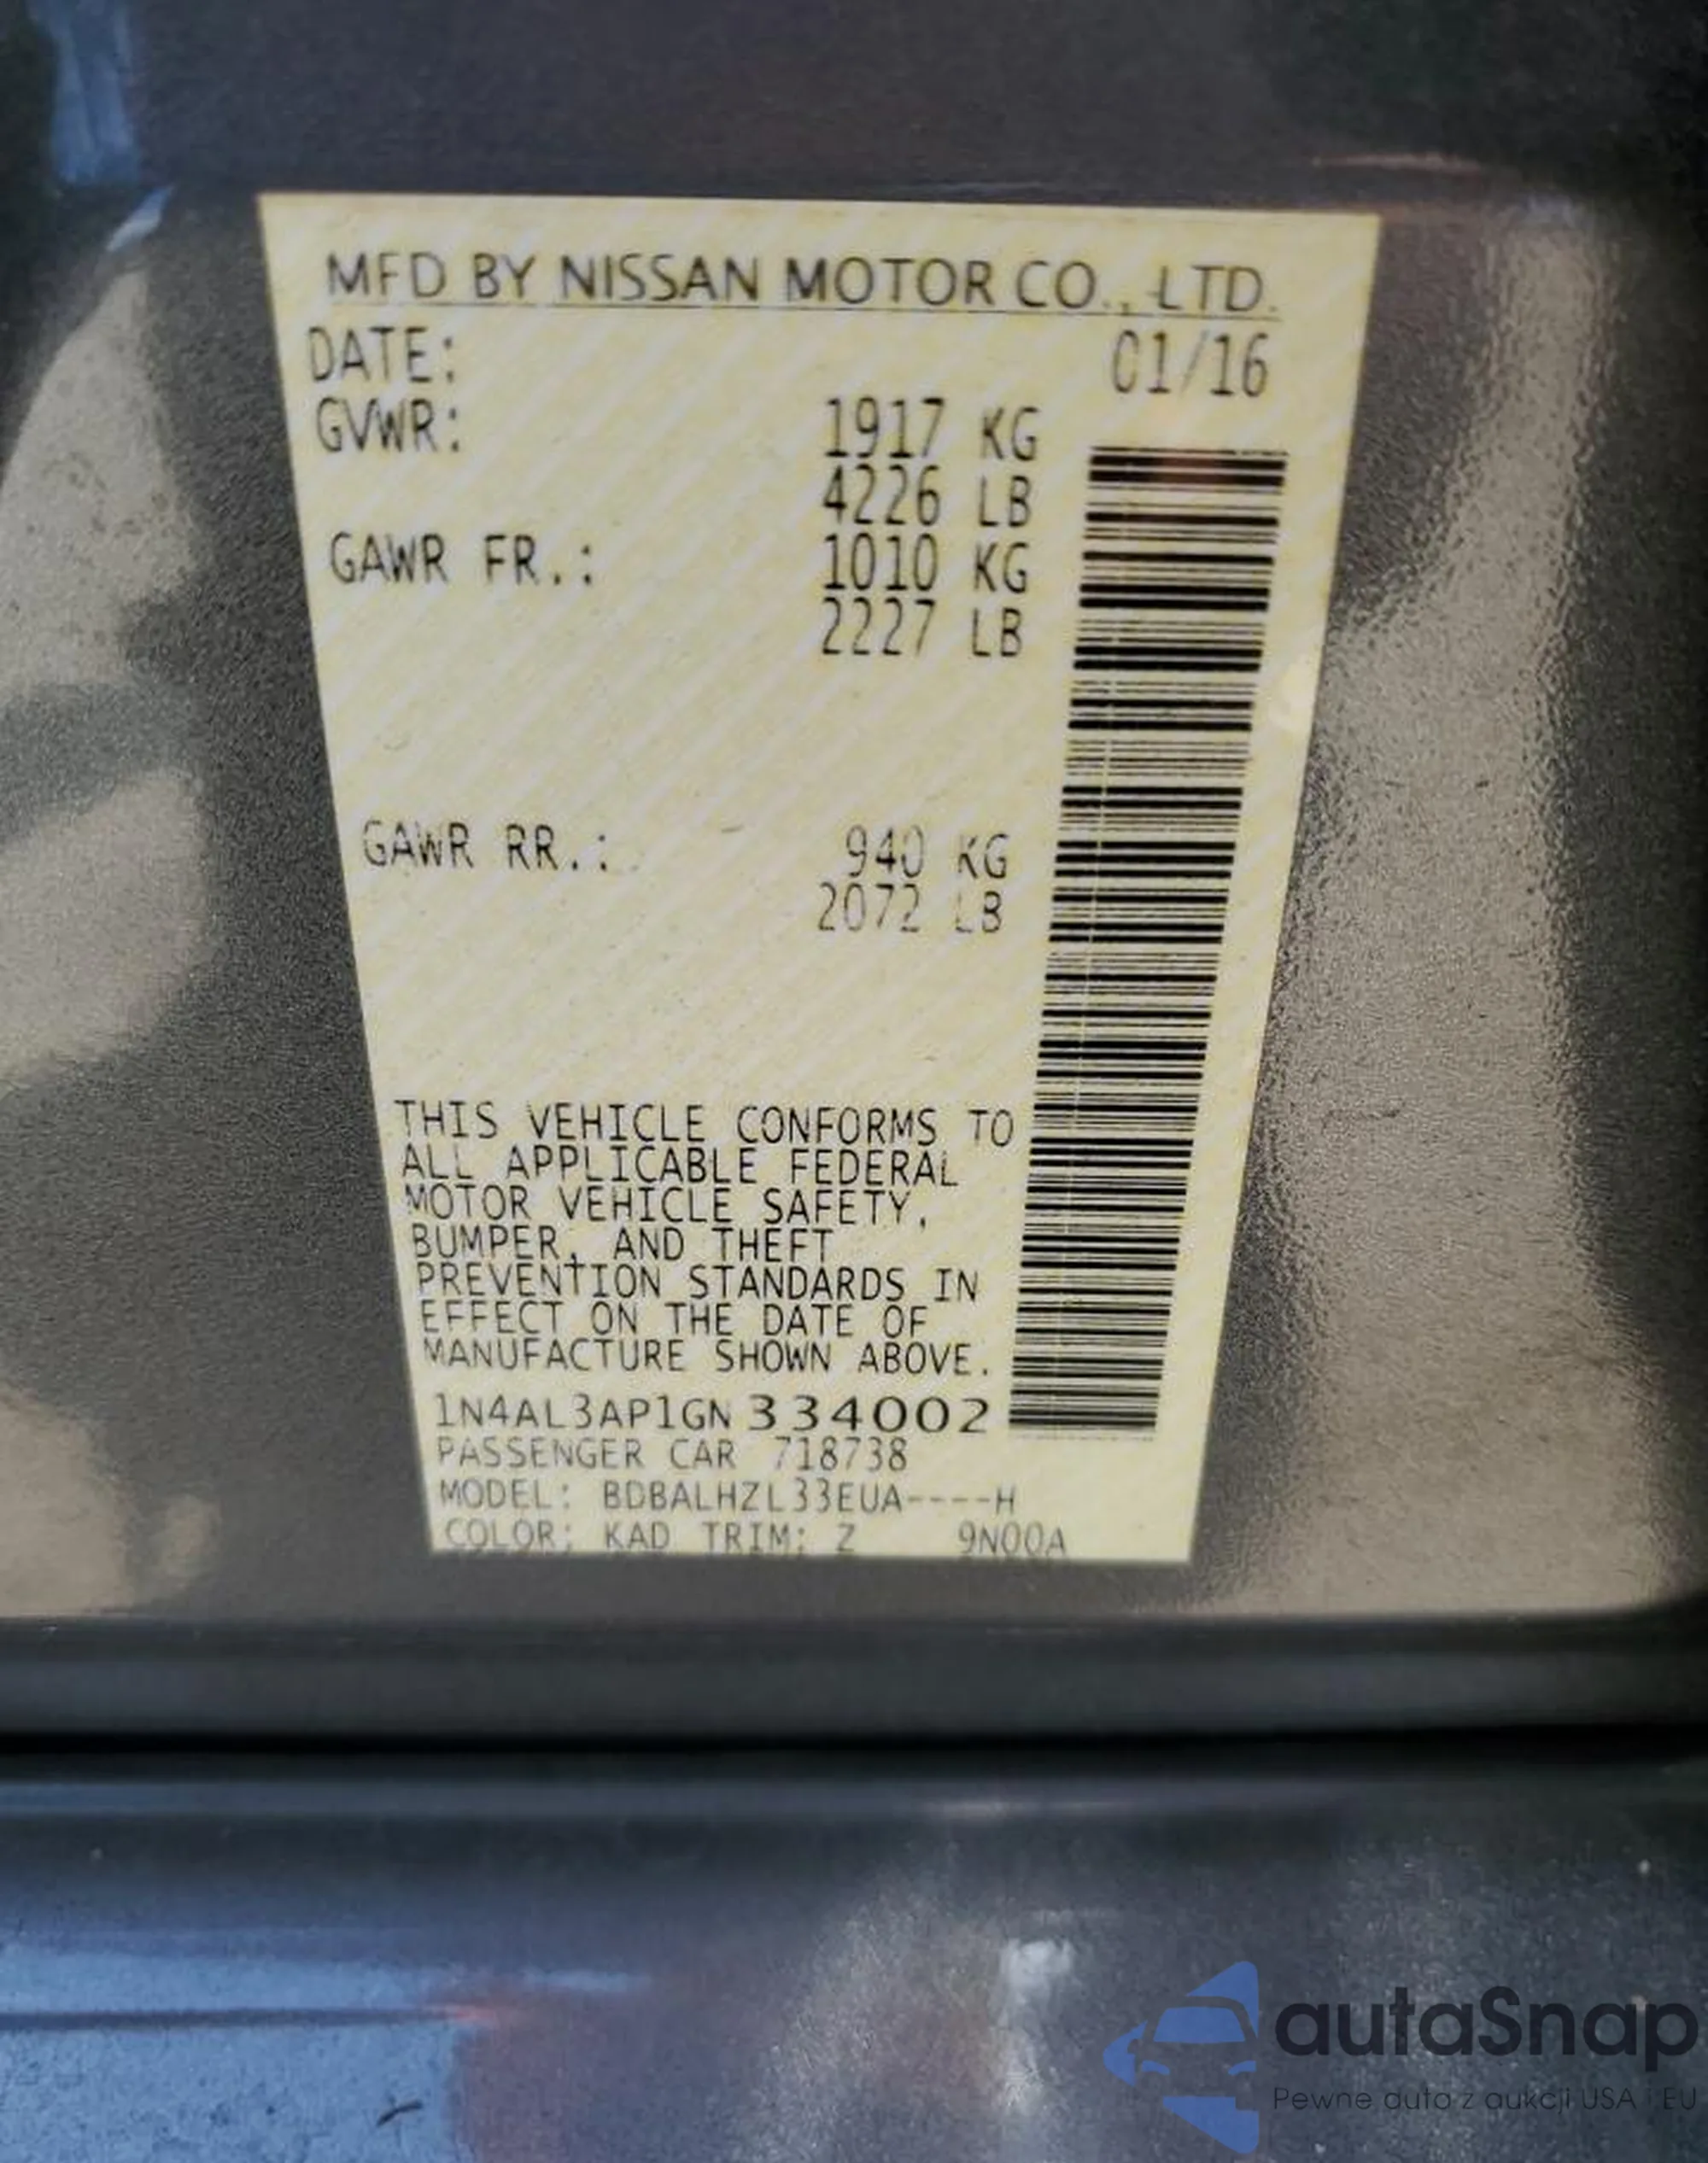 MFD BY NISSAN MOTOR CO., LTD.
DATE: 01/16
GVWR: 1917 KG
4226 LB
GAWR FR.: 1010 KG
2227 LB
GAWR RR.: 940 KG
2072 LB
THIS VEHICLE CONFORMS TO
ALL APPLICABLE FEDERAL
MOTOR VEHICLE SAFETY,
BUMPER, AND THEFT
PREVENTION STANDARDS IN
EFFECT ON THE DATE OF
MANUFACTURE SHOWN ABOVE.
1N4AL3AP1GN334002
PASSENGER CAR 718738
MODEL: BDBALHZL33EUA----H
COLOR: KAD TRIM: Z 9N00A
autaSnap
Pewne auto z aukcji USA i EU